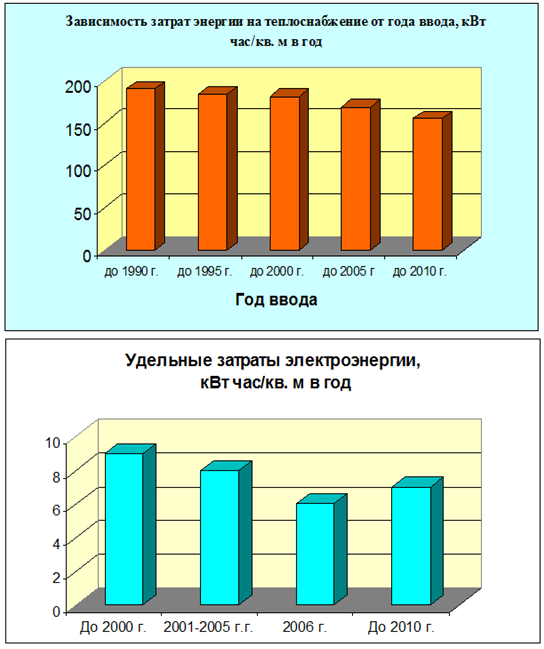 Зависимость затрат энергии на теплоснабжение от года ввода, кВт
час/кв. м в год
200
150
100
50
0
до 1990 г.
до 1995 г.
до 2000 г.
до 2005 г
до 2010 г.
Год ввода
Удельные затраты электроэнергии,
кВт час/кв. м в год
10
8
6
4
2
0
До 2000 г.
2001-2005 г.г.
2006 г.
До 2010 г.